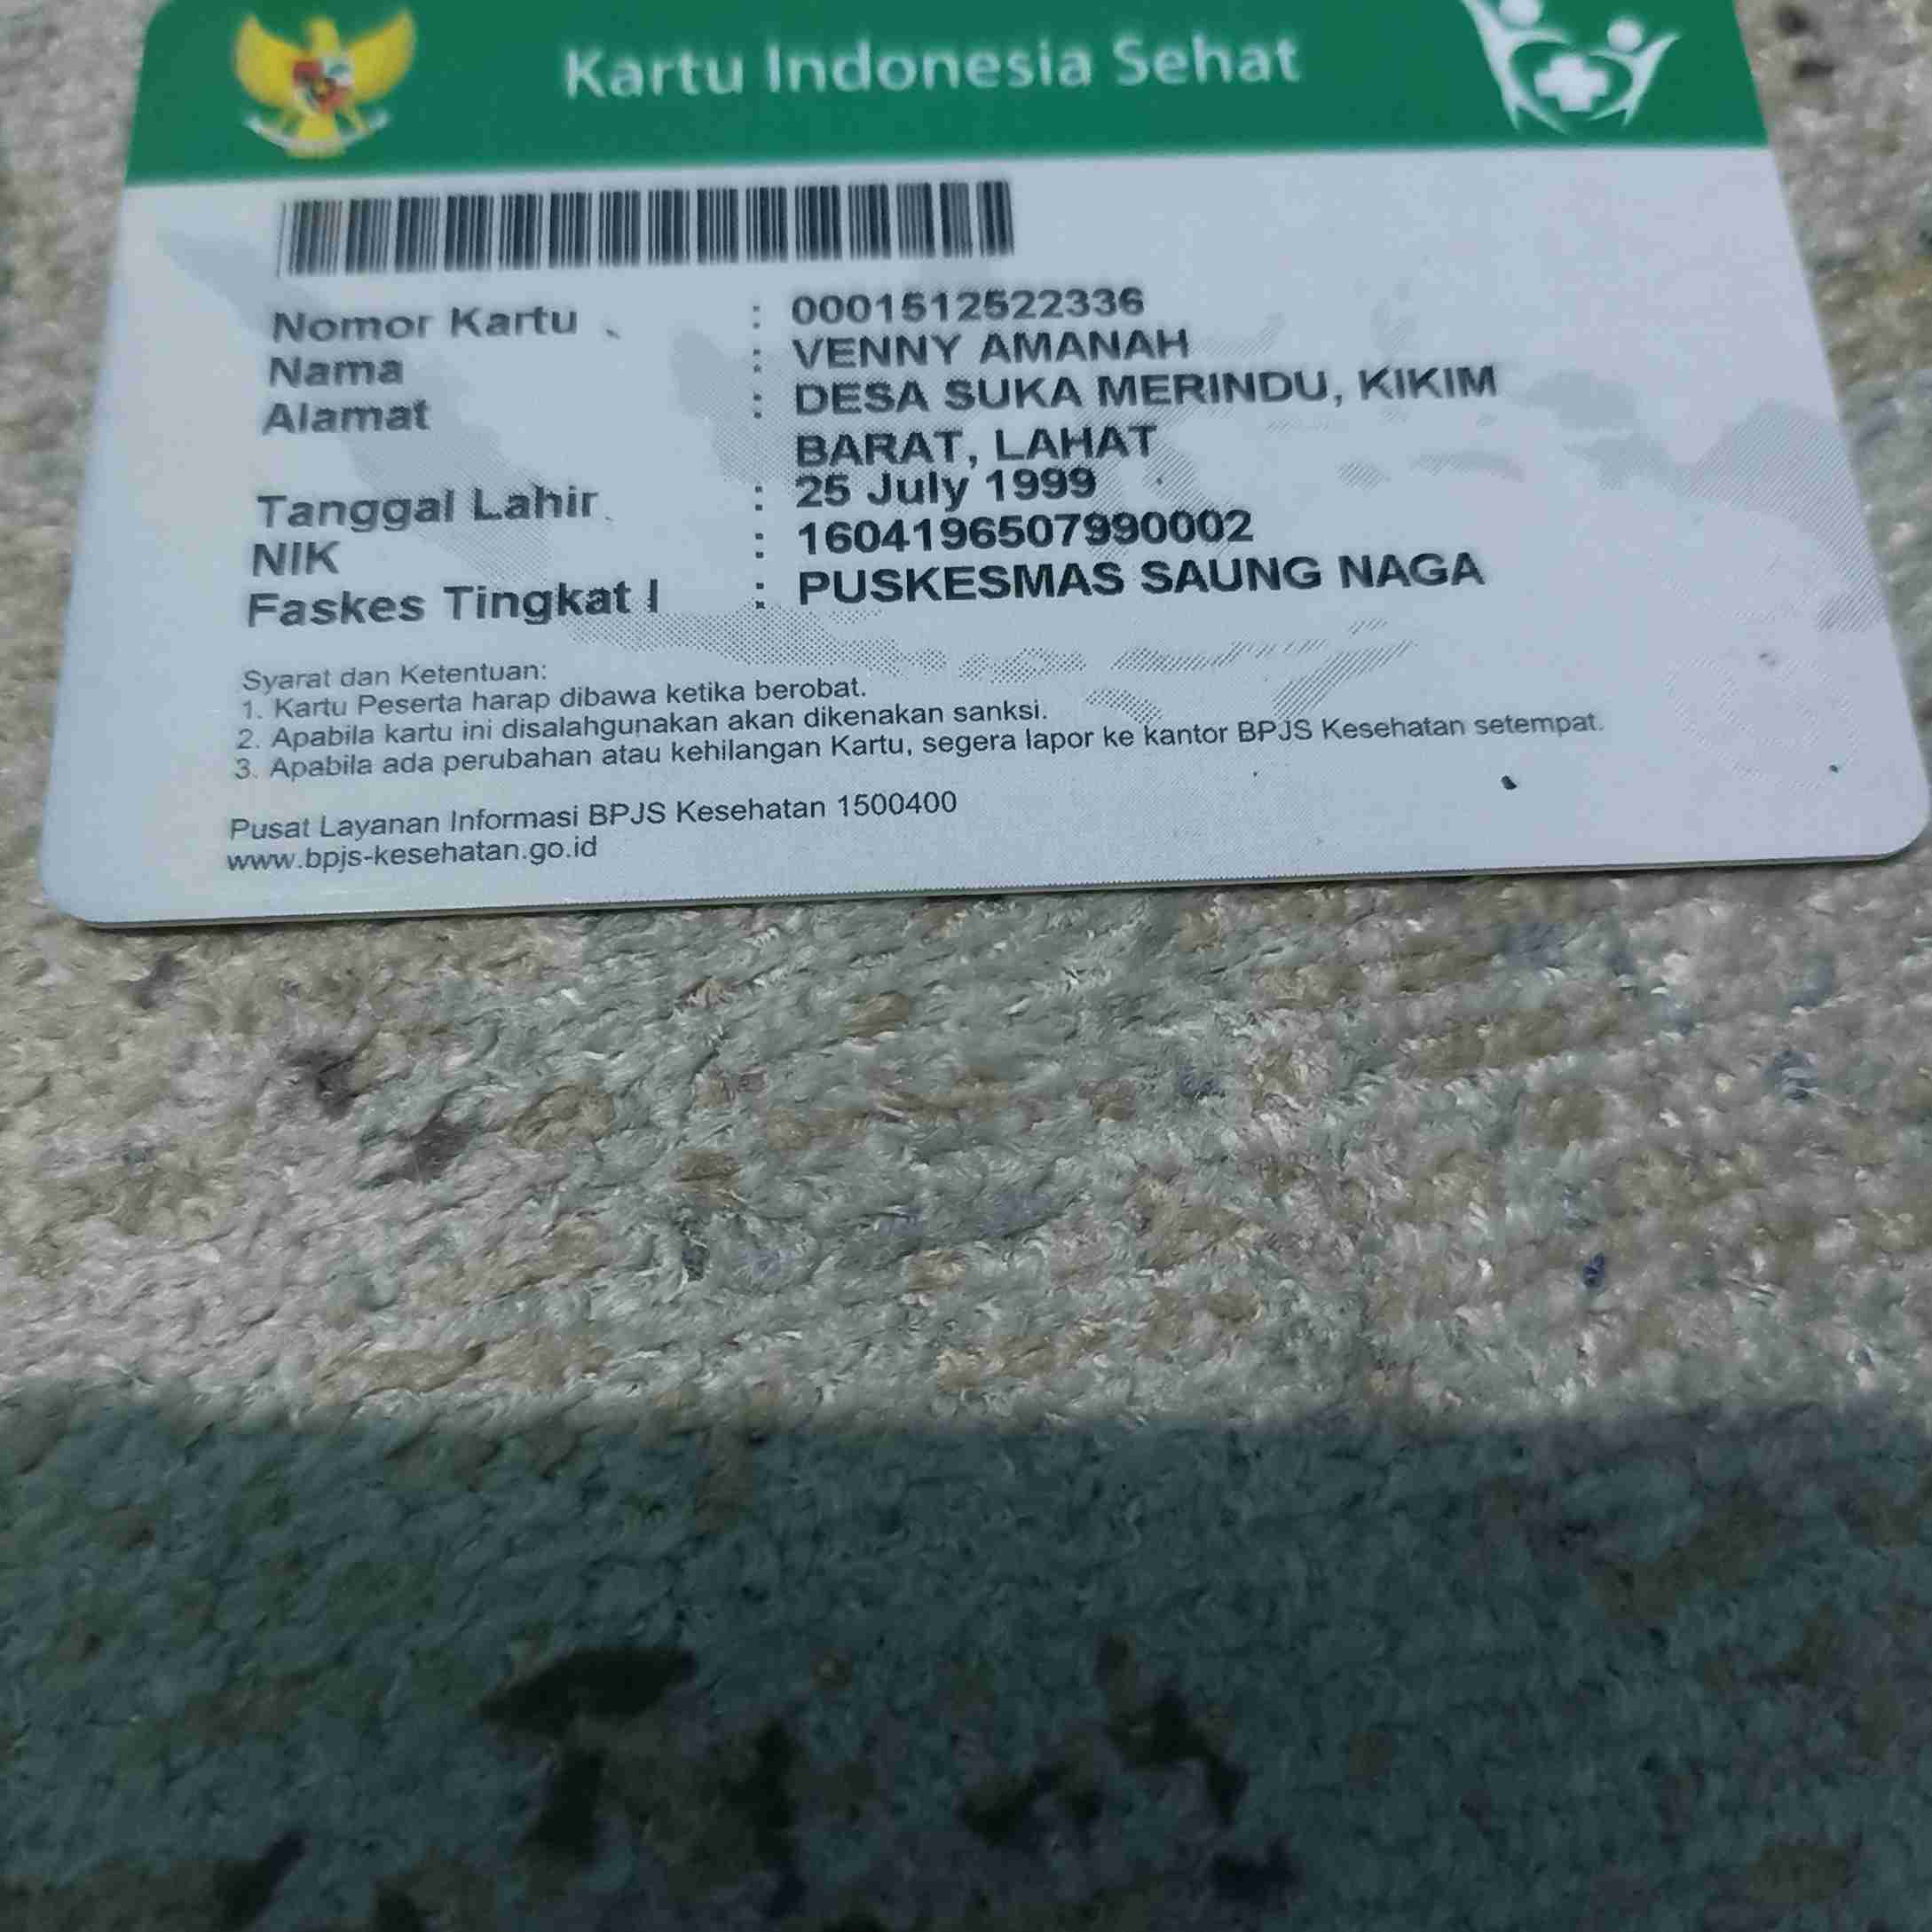 Kartu Indonesia Sehat
Nomor Kartu : 0001512522336
Nama : VENNY AMANAH
Alamat : DESA SUKA MERINDU, KIKIM
BARAT, LAHAT
Tanggal Lahir : 25 July 1999
NIK : 1604196507990002
Faskes Tingkat I : PUSKESMAS SAUNG NAGA
Syarat dan Ketentuan:
1. Kartu Peserta harap dibawa ketika berobat.
2. Apabila kartu ini disalahgunakan akan dikenakan sanksi.
3. Apabila ada perubahan atau kehilangan Kartu, segera lapor ke kantor BPJS Kesehatan setempat.
Pusat Layanan Informasi BPJS Kesehatan 1500400
www.bpjs-kesehatan.go.id